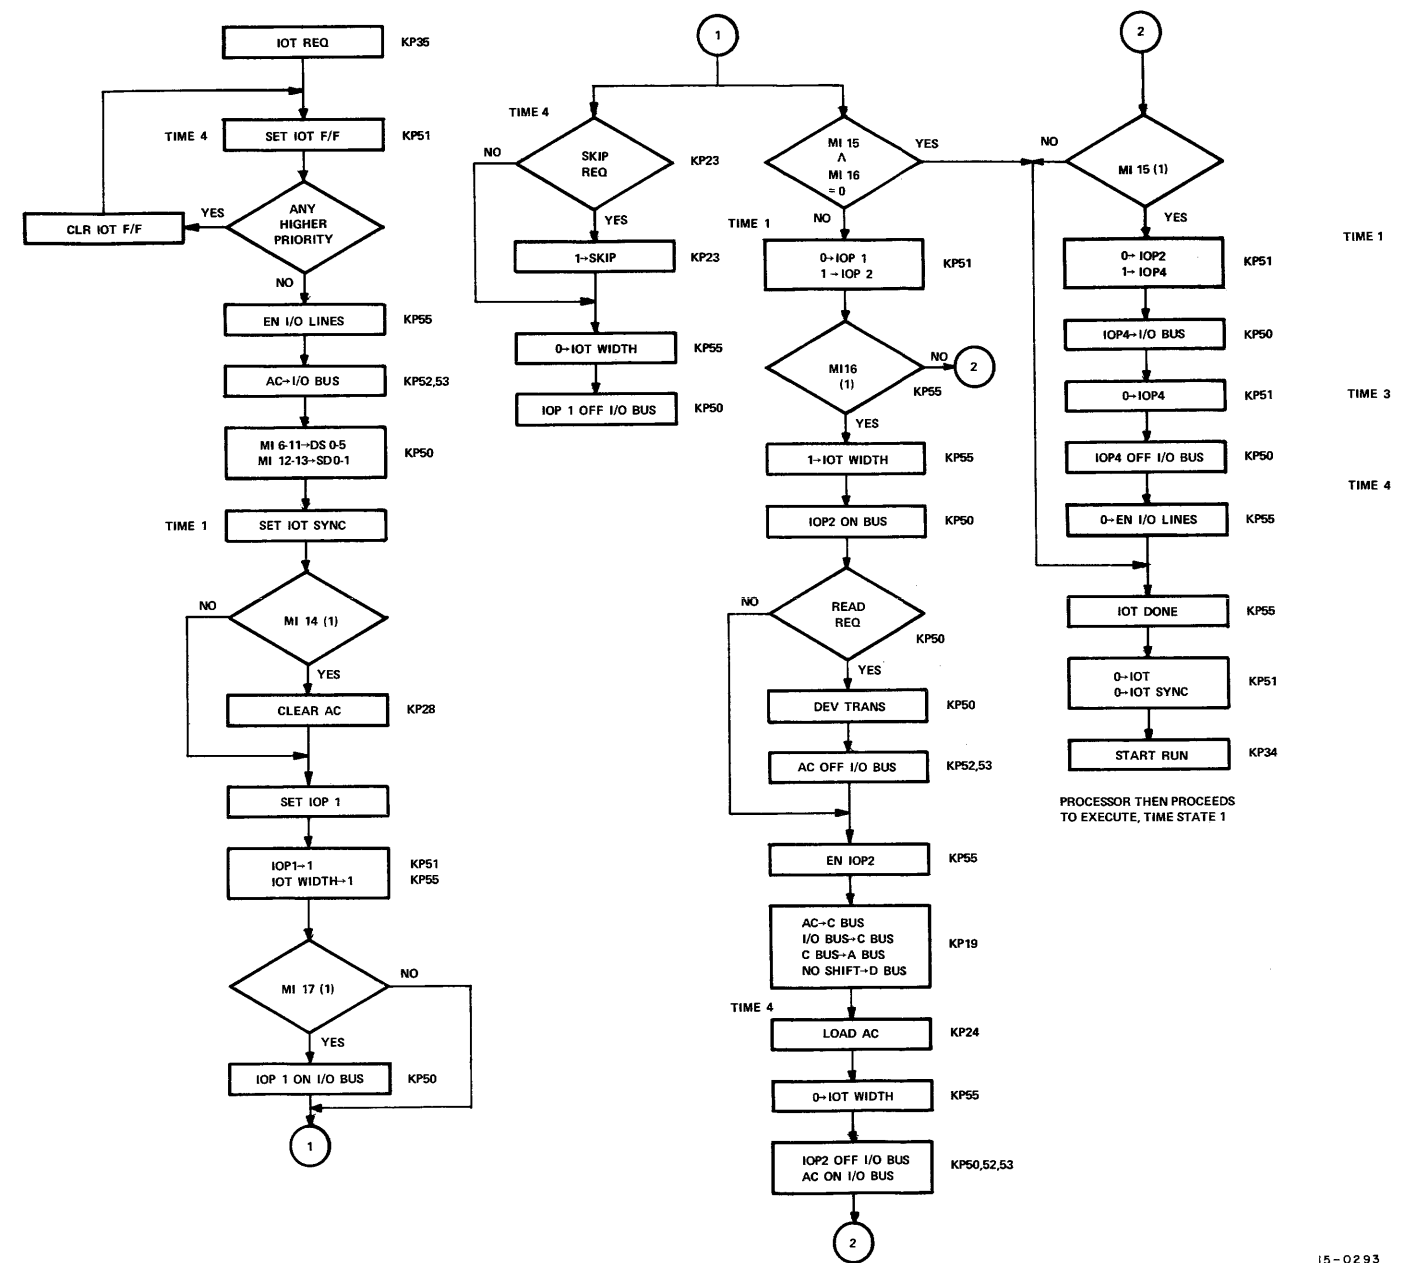 IOT REQ
KP35
TIME 4
SET IOT F/F
KP51
ANY
HIGHER
PRIORITY
YES
CLR IOT F/F
NO
EN I/O LINES
KP55
AC→I/O BUS
KP52,53
MI 6-11→DS 0-5
MI 12-13→SD0-1
KP50
TIME 1
SET IOT SYNC
MI 14 (1)
NO
YES
CLEAR AC
KP28
SET IOP 1
IOP1→1
IOT WIDTH→1
KP51
KP55
MI 17 (1)
NO
YES
IOP 1 ON I/O BUS
KP50
1
1
TIME 4
SKIP
REQ
KP23
NO
YES
1→SKIP
KP23
0→IOT WIDTH
KP55
IOP 1 OFF I/O BUS
KP50
MI 15
Λ
MI 16
= 0
YES
NO
TIME 1
0→IOP 1
1→IOP 2
KP51
MI16
(1)
NO
2
KP55
YES
1→IOT WIDTH
KP55
IOP2 ON BUS
KP50
READ
REQ
NO
KP50
YES
DEV TRANS
KP50
AC OFF I/O BUS
KP52,53
EN IOP2
KP55
AC→C BUS
I/O BUS→C BUS
C BUS→A BUS
NO SHIFT→D BUS
KP19
TIME 4
LOAD AC
KP24
0→IOT WIDTH
KP55
IOP2 OFF I/O BUS
AC ON I/O BUS
KP50,52,53
2
2
NO
MI 15 (1)
YES
TIME 1
0→IOP2
1→IOP4
KP51
IOP4→I/O BUS
KP50
0→IOP4
KP51
TIME 3
IOP4 OFF I/O BUS
KP50
TIME 4
0→EN I/O LINES
KP55
IOT DONE
KP55
0→IOT
0→IOT SYNC
KP51
START RUN
KP34
PROCESSOR THEN PROCEEDS
TO EXECUTE, TIME STATE 1
15-0293